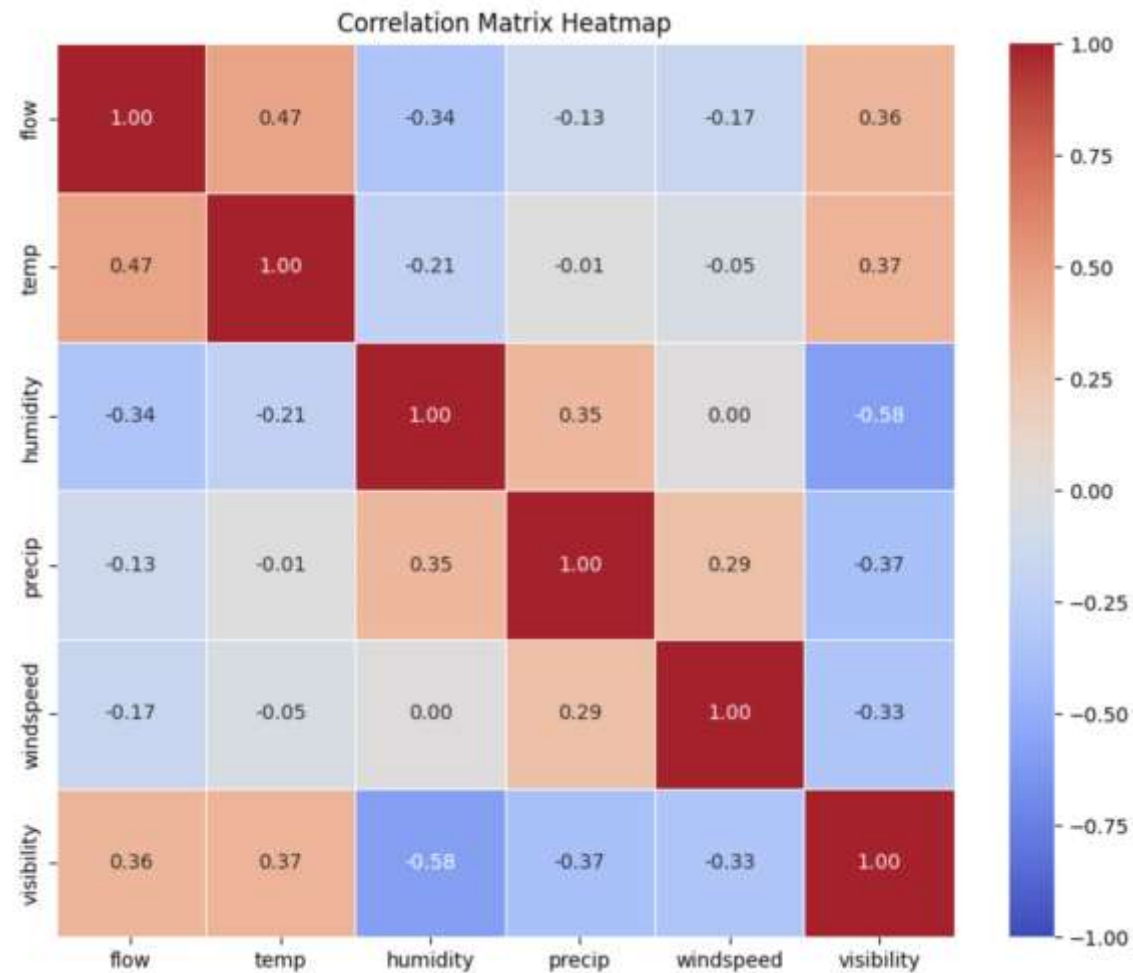 Correlation Matrix Heatmap
flow 1.00 0.47 -0.34 -0.13 -0.17 0.36
temp 0.47 1.00 -0.21 -0.01 -0.05 0.37
humidity -0.34 -0.21 1.00 0.35 0.00 -0.58
precip -0.13 -0.01 0.35 1.00 0.29 -0.37
windspeed -0.17 -0.05 0.00 0.29 1.00 -0.33
visibility 0.36 0.37 -0.58 -0.37 -0.33 1.00
flow temp humidity precip windspeed visibility
1.00
0.75
0.50
0.25
0.00
−0.25
−0.50
−0.75
−1.00